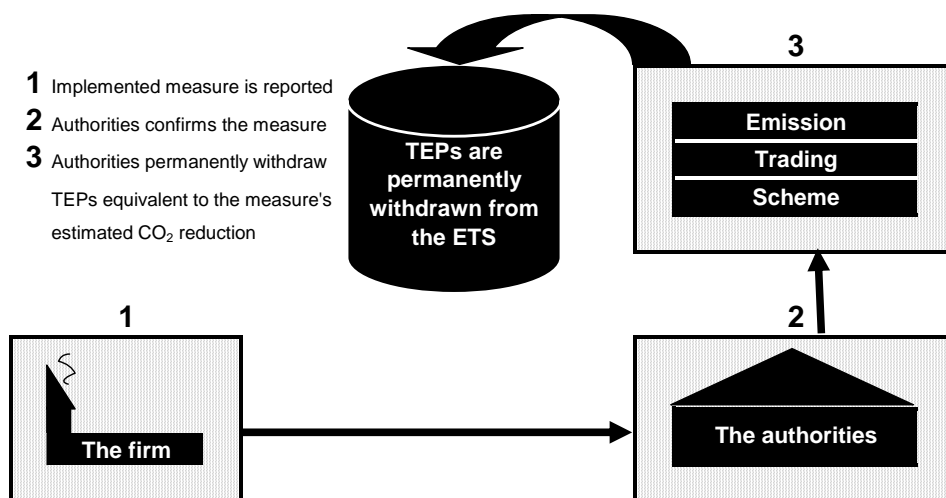 3
1 Implemented measure is reported
2 Authorities confirms the measure
3 Authorities permanently withdraw
TEPs equivalent to the measure's
estimated CO₂ reduction
TEPs are
permanently
withdrawn from
the ETS
Emission
Trading
Scheme
1
The firm
2
The authorities